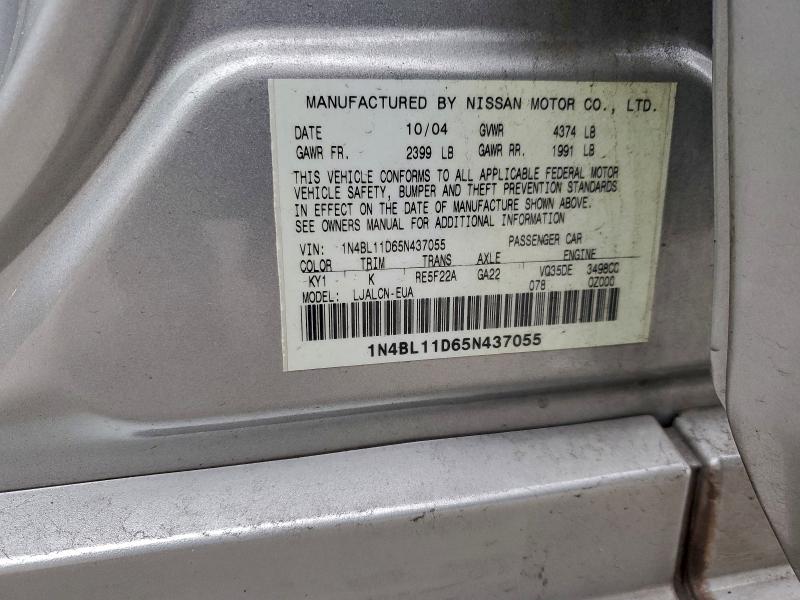 MANUFACTURED BY NISSAN MOTOR CO., LTD.
DATE 10/04 GVWR 4374 LB
GAWR FR. 2399 LB GAWR RR. 1991 LB
THIS VEHICLE CONFORMS TO ALL APPLICABLE FEDERAL MOTOR
VEHICLE SAFETY, BUMPER AND THEFT PREVENTION STANDARDS
IN EFFECT ON THE DATE OF MANUFACTURE SHOWN ABOVE.
SEE OWNERS MANUAL FOR ADDITIONAL INFORMATION
VIN: 1N4BL11D65N437055 PASSENGER CAR
COLOR TRIM TRANS AXLE ENGINE
KY1 K RE5F22A GA22 VQ35DE 3498CC
MODEL: LJALCN-EUA 078 0Z000
1N4BL11D65N437055